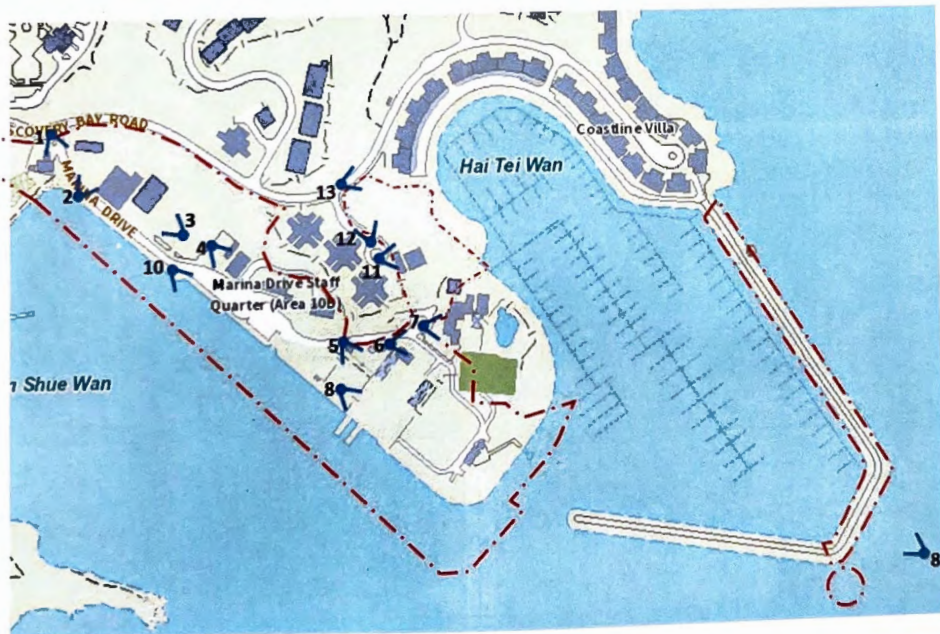 SCOVERY BAY ROAD
1
MARINA DRIVE
2
3
4
10
13
12
11
Marina Drive Staff
Quarter (Area 10b)
5
6
7
8
Hai Tei Wan
Coastline Villa
n Shue Wan
8